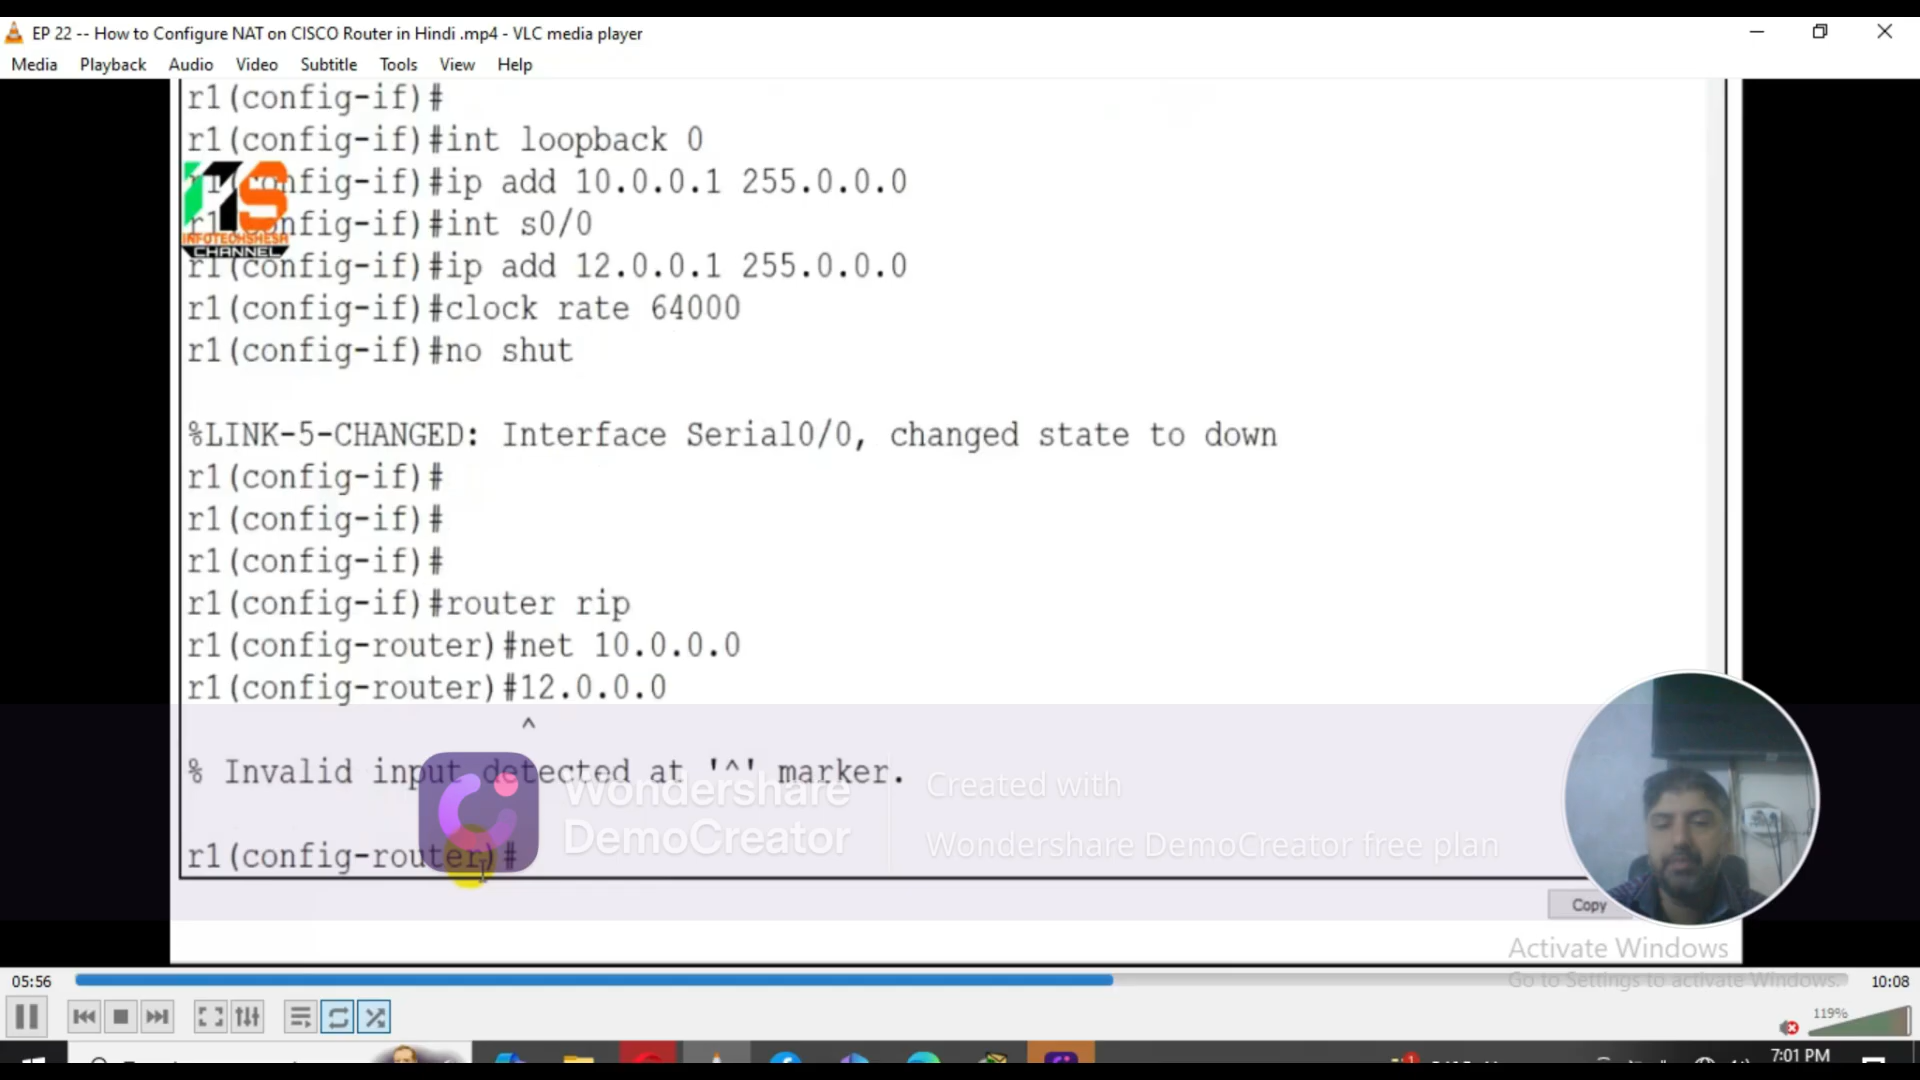 EP 22 -- How to Configure NAT on CISCO Router in Hindi .mp4 - VLC media player
Media Playback Audio Video Subtitle Tools View Help
r1(config-if)#
r1(config-if)#int loopback 0
r1(config-if)#ip add 10.0.0.1 255.0.0.0
r1(config-if)#int s0/0
ITS
INFOTECHSHESH
CHANNEL
r1(config-if)#ip add 12.0.0.1 255.0.0.0
r1(config-if)#clock rate 64000
r1(config-if)#no shut
%LINK-5-CHANGED: Interface Serial0/0, changed state to down
r1(config-if)#
r1(config-if)#
r1(config-if)#
r1(config-if)#router rip
r1(config-router)#net 10.0.0.0
r1(config-router)#12.0.0.0
^
% Invalid input detected at '^' marker.
Wondershare
DemoCreator
Created with
Wondershare DemoCreator free plan
r1(config-router)#
Copy
Activate Windows
Go to Settings to activate Windows.
05:56
10:08
119%
7:01 PM